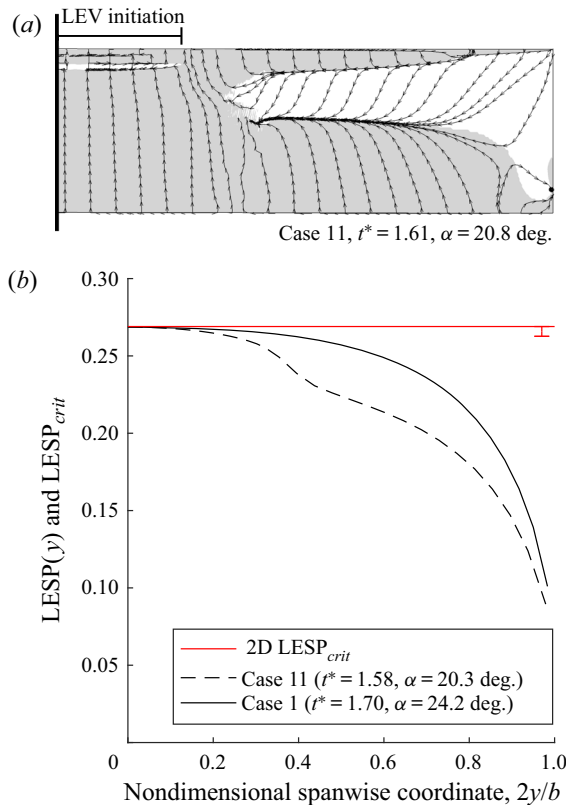 (a)
LEV initiation
Case 11, t* = 1.61, α = 20.8 deg.
(b)
0.30
0.25
0.20
0.15
0.10
0.05
LESP(y) and LESP_crit
2D LESP_crit
Case 11 (t* = 1.58, α = 20.3 deg.)
Case 1 (t* = 1.70, α = 24.2 deg.)
0 0.2 0.4 0.6 0.8 1.0
Nondimensional spanwise coordinate, 2y/b